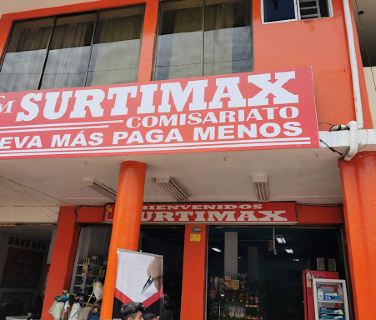 SURTIMAX
COMISARIATO
EVA MÁS PAGA MENOS
BIENVENIDOS
SURTIMAX